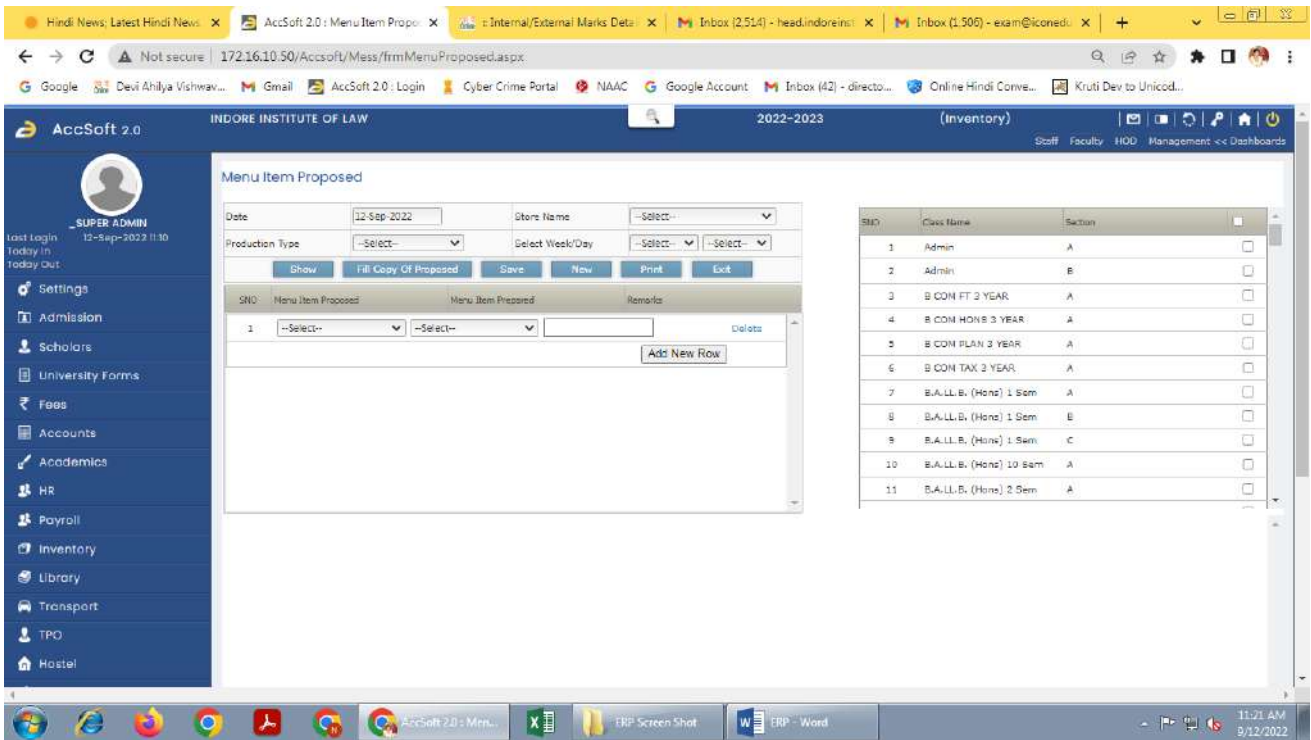 Hindi News; Latest Hindi News
AccSoft 2.0 : Menu Item Propo:
:: Internal/External Marks Detai
Inbox (2,514) - head.indoreinst
Inbox (1,506) - exam@iconedu
Not secure | 172.16.10.50/Accsoft/Mess/frmMenuProposed.aspx
Google
Devi Ahilya Vishwav...
Gmail
AccSoft 2.0 : Login
Cyber Crime Portal
NAAC
Google Account
Inbox (42) - directo...
Online Hindi Conve...
Kruti Dev to Unicod...
AccSoft 2.0
INDORE INSTITUTE OF LAW
2022-2023
(Inventory)
Staff Faculty HOD Management << Dashboards
_SUPER ADMIN
Last Login 12-Sep-2022 11:10
Today In
Today Out
Settings
Admission
Scholars
University Forms
₹ Fees
Accounts
Academics
HR
Payroll
Inventory
Library
Transport
TPO
Hostel
Menu Item Proposed
Date 12-Sep-2022 Store Name --Select--
Production Type --Select-- Select Week/Day --Select-- --Select--
Show Fill Copy Of Proposed Save New Print Exit
SNO Menu Item Proposed Menu Item Prepared Remarks
1 --Select-- --Select-- Delete
Add New Row
SNO Class Name Section
1 Admin A
2 Admin B
3 B COM FT 3 YEAR A
4 B COM HONS 3 YEAR A
5 B COM PLAN 3 YEAR A
6 B COM TAX 3 YEAR A
7 B.A.LL.B. (Hons) 1 Sem A
8 B.A.LL.B. (Hons) 1 Sem B
9 B.A.LL.B. (Hons) 1 Sem C
10 B.A.LL.B. (Hons) 10 Sem A
11 B.A.LL.B. (Hons) 2 Sem A
AccSoft 2.0 : Men...
ERP Screen Shot
ERP - Word
11:21 AM
9/12/2022